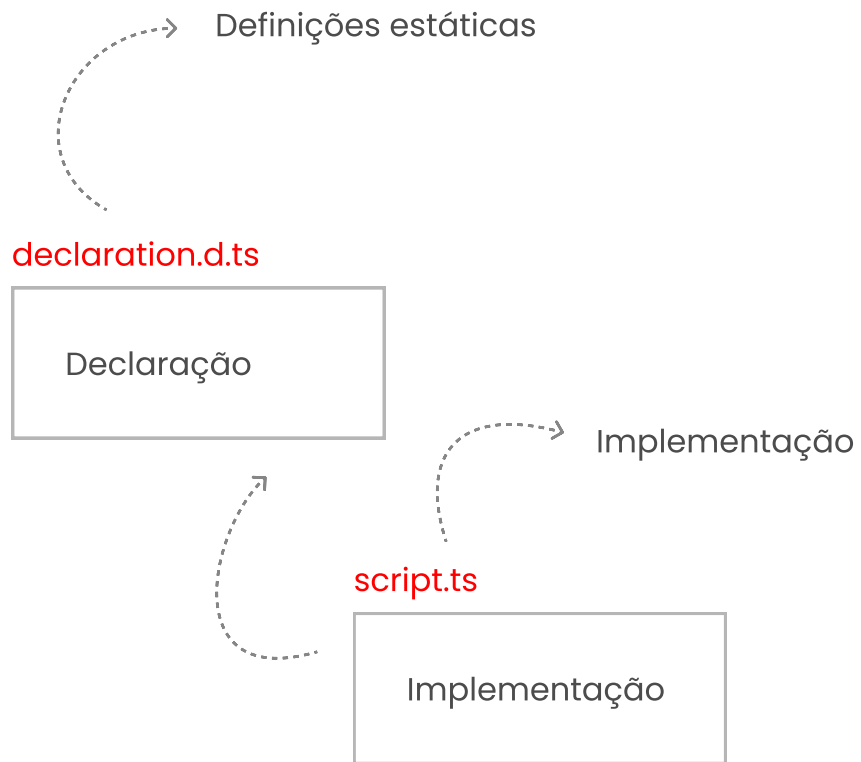 Definições estáticas
declaration.d.ts
Declaração
Implementação
script.ts
Implementação